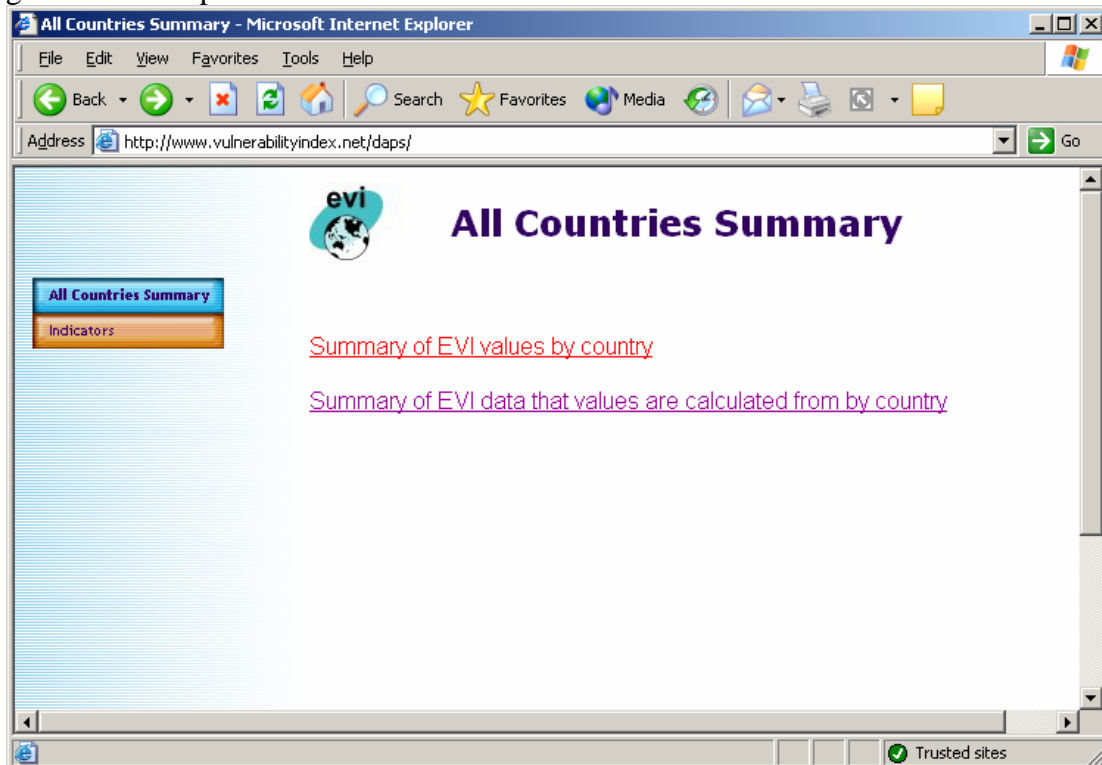 All Countries Summary - Microsoft Internet Explorer
File Edit View Favorites Tools Help
Back Search Favorites Media
Address http://www.vulnerabilityindex.net/daps/ Go
evi
All Countries Summary
All Countries Summary
Indicators
Summary of EVI values by country
Summary of EVI data that values are calculated from by country
Trusted sites